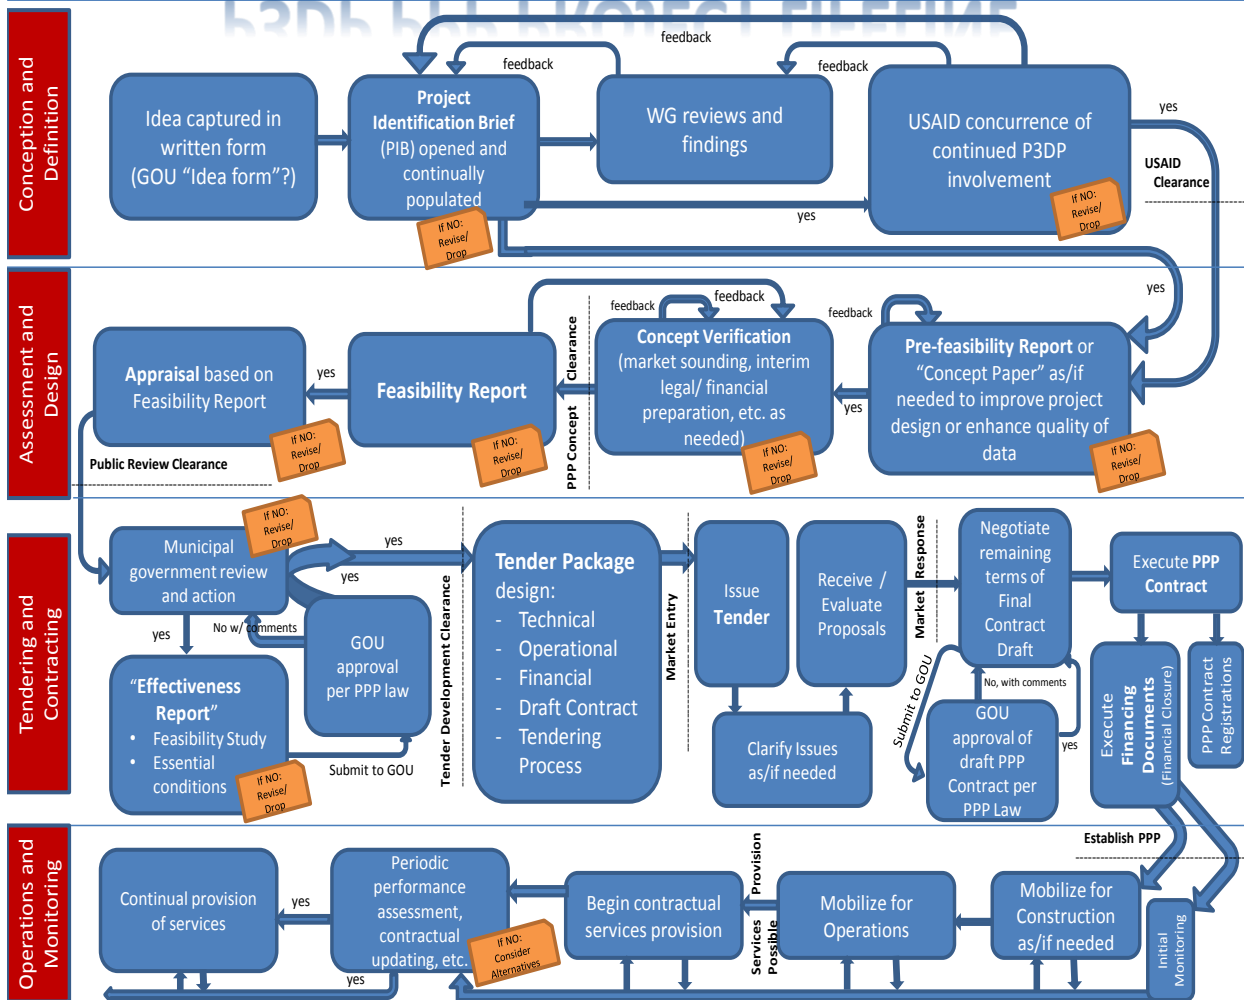 P3DP PPP PROJECT PIPELINE
Conception and
Definition
feedback
feedback
feedback
Idea captured in
written form
(GOU “Idea form”?)
Project
Identification Brief
(PIB) opened and
continually
populated
If NO:
Revise/
Drop
WG reviews and
findings
yes
USAID concurrence of
continued P3DP
involvement
If NO:
Revise/
Drop
yes
USAID
Clearance
yes
Assessment and
Design
Appraisal based on
Feasibility Report
If NO:
Revise/
Drop
Public Review Clearance
yes
Feasibility Report
If NO:
Revise/
Drop
PPP Concept Clearance
feedback
feedback
Concept Verification
(market sounding, interim
legal/ financial
preparation, etc. as
needed)
If NO:
Revise/
Drop
yes
feedback
Pre-feasibility Report or
“Concept Paper” as/if
needed to improve project
design or enhance quality of
data
If NO:
Revise/
Drop
Tendering and
Contracting
Municipal
government review
and action
If NO:
Revise/
Drop
yes
yes
yes
No w/ comments
GOU
approval
per PPP law
“Effectiveness
Report”
• Feasibility Study
• Essential
conditions
If NO:
Revise/
Drop
Submit to GOU
Tender Development Clearance
Tender Package
design:
- Technical
- Operational
- Financial
- Draft Contract
- Tendering
Process
Market Entry
Issue
Tender
Receive /
Evaluate
Proposals
Clarify Issues
as/if needed
Market Response
Negotiate
remaining
terms of
Final
Contract
Draft
Submit to GOU
No, with comments
GOU
approval of
draft PPP
Contract per
PPP Law
yes
Execute PPP
Contract
Execute
Financing
Documents
(Financial Closure)
PPP Contract
Registrations
Operations and
Monitoring
Establish PPP
Continual provision
of services
yes
Periodic
performance
assessment,
contractual
updating, etc.
If NO:
Consider
Alternatives
yes
Begin contractual
services provision
Services Provision
Possible
Mobilize for
Operations
Mobilize for
Construction
as/if needed
Initial
Monitoring